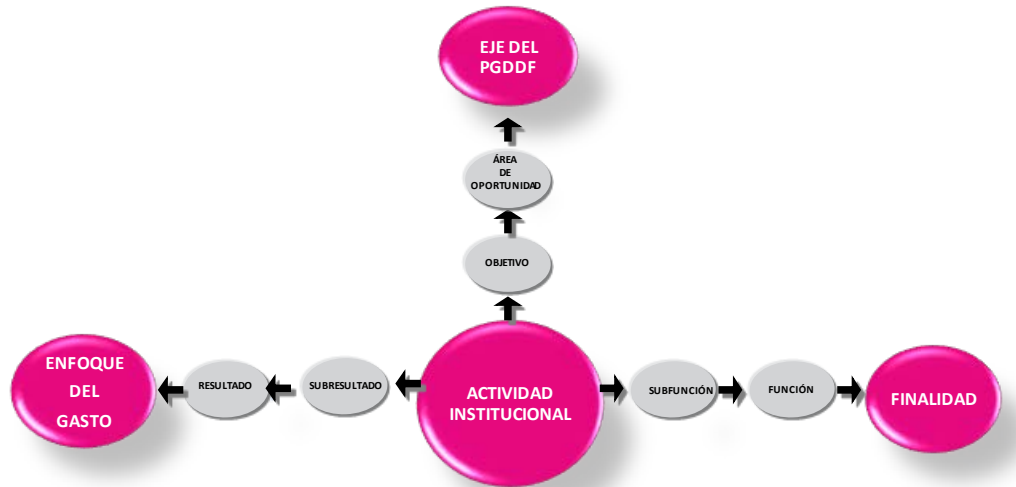 EJE DEL
PGDDF
ÁREA
DE
OPORTUNIDAD
OBJETIVO
ENFOQUE
DEL
GASTO
RESULTADO
SUBRESULTADO
ACTIVIDAD
INSTITUCIONAL
SUBFUNCIÓN
FUNCIÓN
FINALIDAD